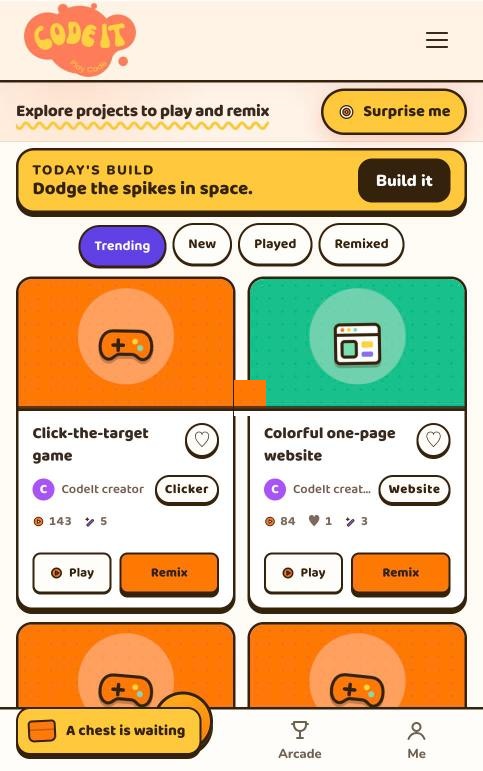 CODE IT
Play Code
Explore projects to play and remix
Surprise me
TODAY'S BUILD
Dodge the spikes in space.
Build it
Trending
New
Played
Remixed
Click-the-target
game
C
CodeIt creator
Clicker
143
5
Play
Remix
Colorful one-page
website
C
CodeIt creat...
Website
84
1
3
Play
Remix
A chest is waiting
Arcade
Me